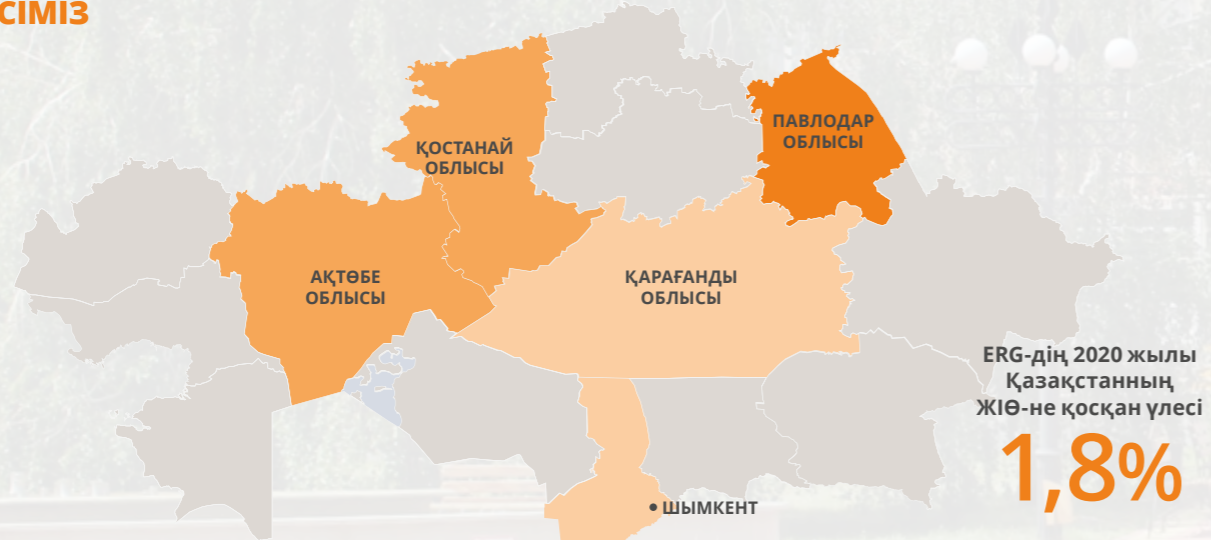 СІМІЗ
ПАВЛОДАР
ОБЛЫСЫ
ҚОСТАНАЙ
ОБЛЫСЫ
АҚТӨБЕ
ОБЛЫСЫ
ҚАРАҒАНДЫ
ОБЛЫСЫ
ERG-дің 2020 жылы
Қазақстанның
ЖІӨ-не қосқан үлесі
1,8%
ШЫМКЕНТ